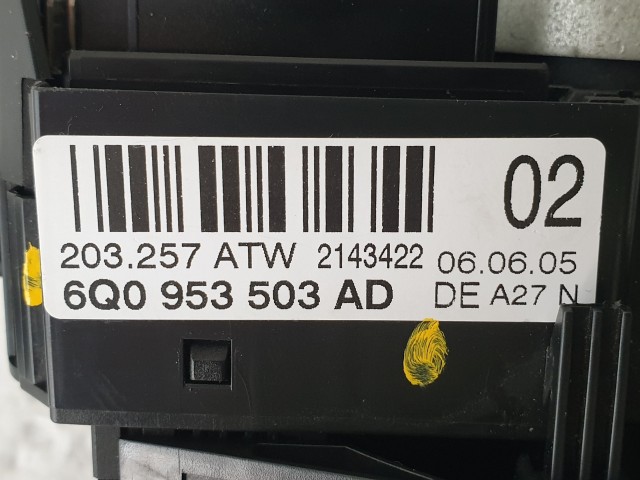 02
203.257 ATW 2143422 06.06.05
6Q0 953 503 AD DE A27 N